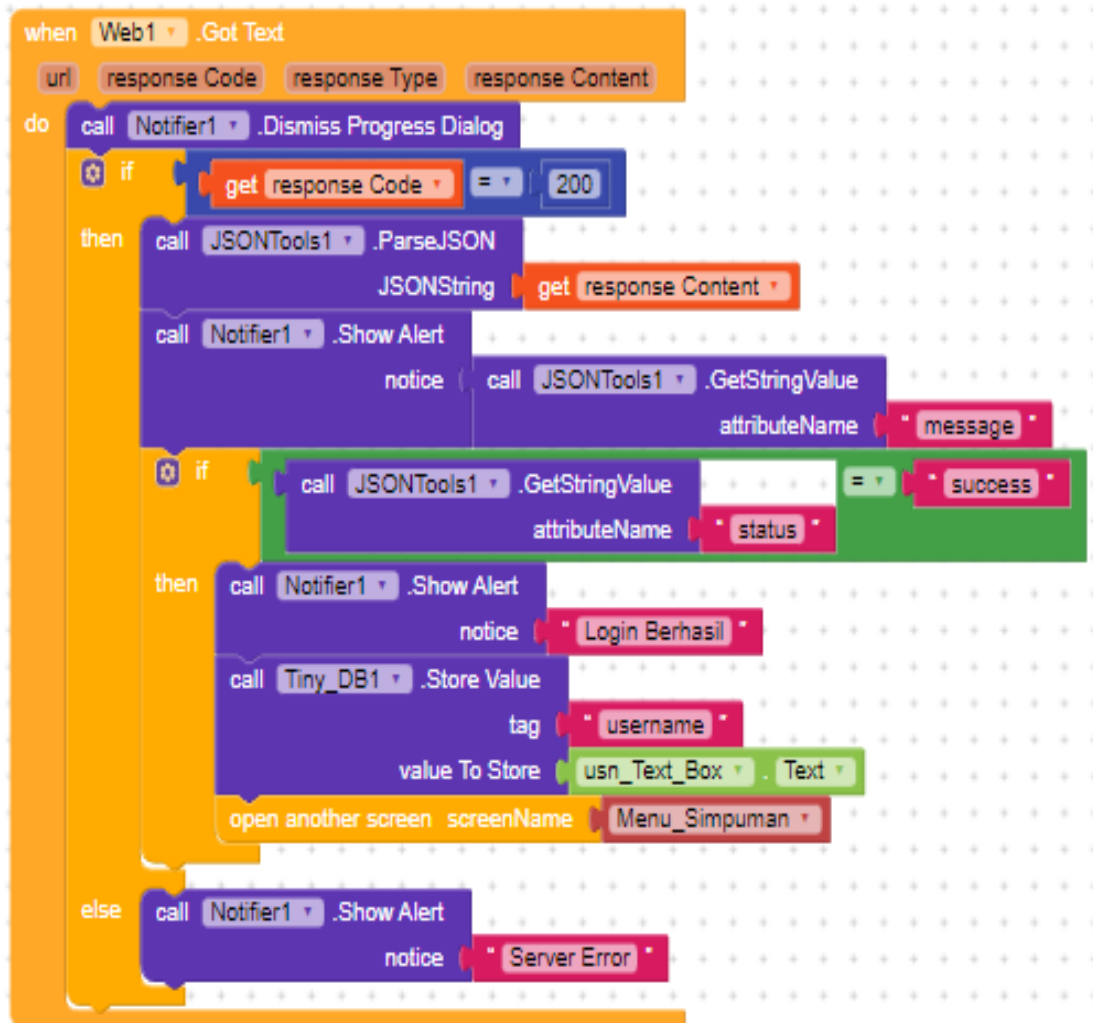 when Web1 .Got Text
url response Code response Type response Content
do call Notifier1 .Dismiss Progress Dialog
if get response Code = 200
then call JSONTools1 .ParseJSON
JSONString get response Content
call Notifier1 .Show Alert
notice call JSONTools1 .GetStringValue
attributeName " message "
if call JSONTools1 .GetStringValue = " success "
attributeName " status "
then call Notifier1 .Show Alert
notice " Login Berhasil "
call Tiny_DB1 .Store Value
tag " username "
value To Store usn_Text_Box . Text
open another screen screenName Menu_Simpuman
else call Notifier1 .Show Alert
notice " Server Error "